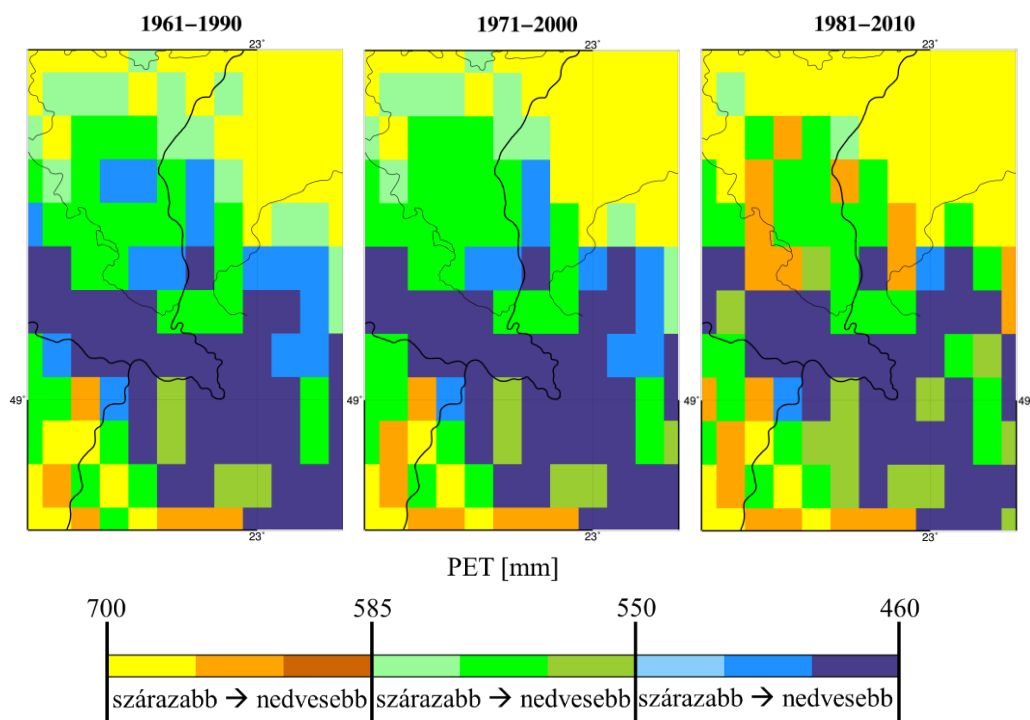 1961–1990 1971–2000 1981–2010
23° 23° 23°
49° 49° 49°
23° 23° 23°
PET [mm]
700 585 550 460
szárazabb → nedvesebb szárazabb → nedvesebb szárazabb → nedvesebb